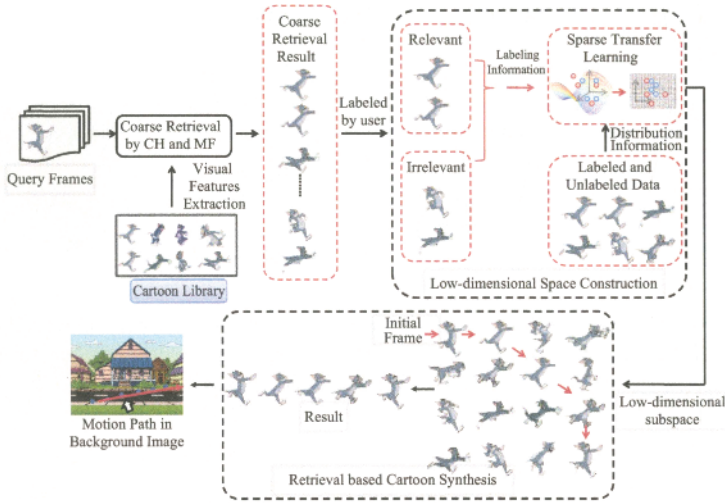 Coarse
Retrieval
Result
Relevant
Labeling
Information
Sparse Transfer
Learning
Labeled
by user
Coarse Retrieval
by CH and MF
Query Frames
Visual
Features
Extraction
Irrelevant
Distribution
Information
Labeled and
Unlabeled Data
Cartoon Library
Low-dimensional Space Construction
Initial
Frame
Result
Low-dimensional
subspace
Motion Path in
Background Image
Retrieval based Cartoon Synthesis